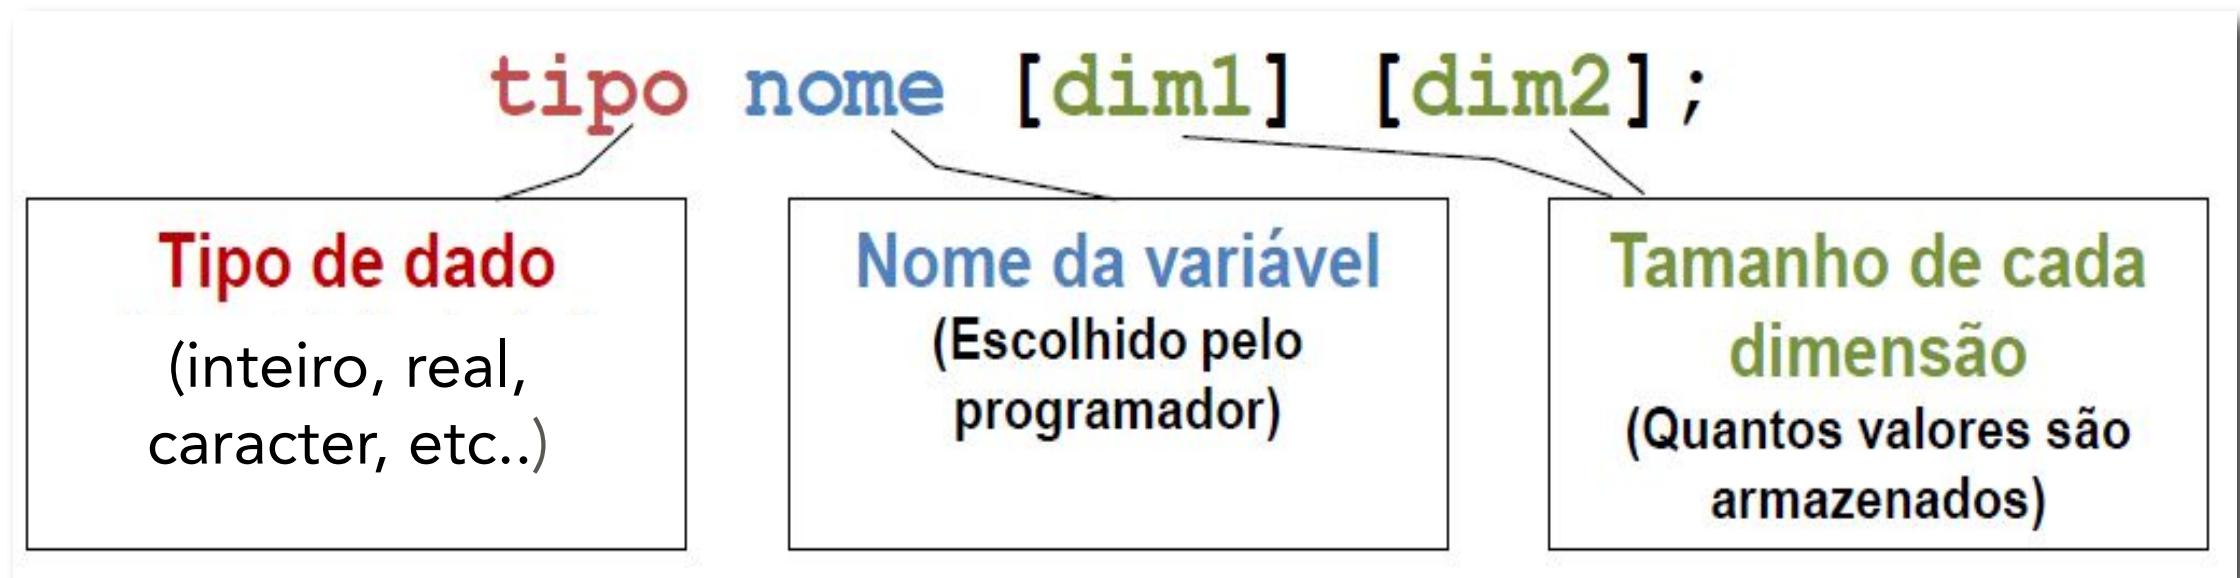 tipo nome [dim1] [dim2];
Tipo de dado
(inteiro, real,
caracter, etc..)
Nome da variável
(Escolhido pelo
programador)
Tamanho de cada
dimensão
(Quantos valores são
armazenados)